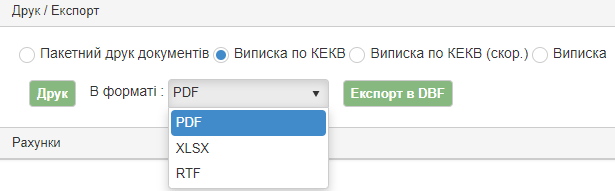 Друк / Експорт
Пакетний друк документів Виписка по КЕКВ Виписка по КЕКВ (скор.) Виписка
Друк В форматі : PDF Експорт в DBF
PDF
Рахунки
XLSX
RTF